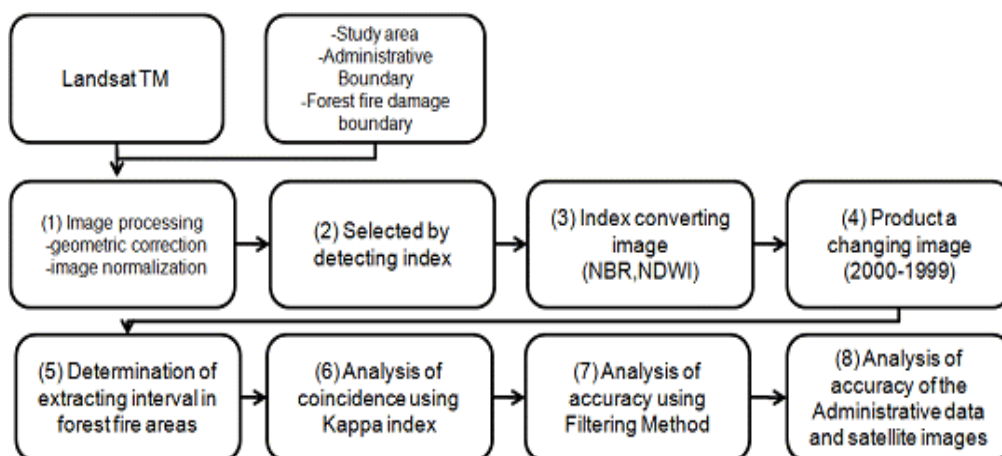 Landsat TM
-Study area
-Administrative
Boundary
-Forest fire damage
boundary
(1) Image processing
-geometric correction
-image normalization
(2) Selected by
detecting index
(3) Index converting
image
(NBR,NDWI)
(4) Product a
changing image
(2000-1999)
(5) Determination of
extracting interval in
forest fire areas
(6) Analysis of
coincidence using
Kappa index
(7) Analysis of
accuracy using
Filtering Method
(8) Analysis of
accuracy of the
Administrative data
and satellite images